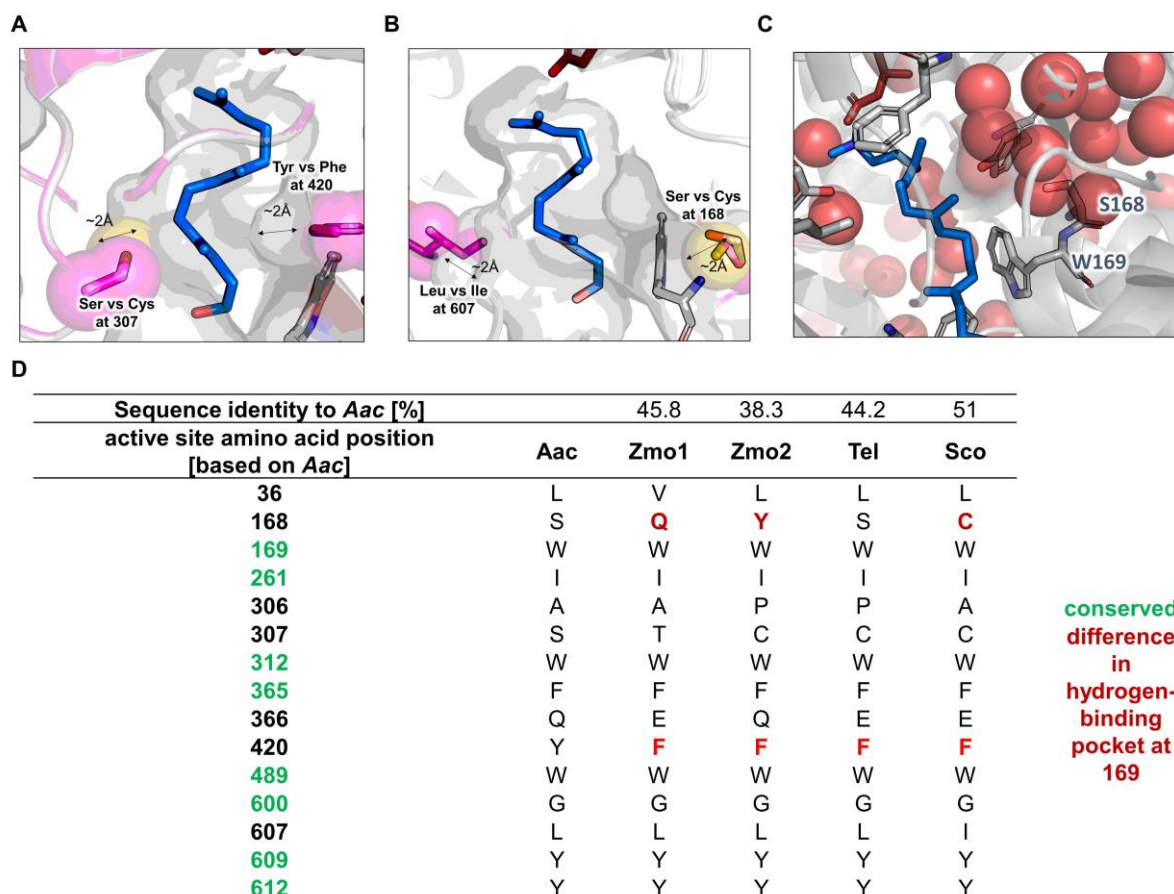 A
B
C
Tyr vs Phe
at 420
~2Å
~2Å
Ser vs Cys
at 307
Ser vs Cys
at 168
~2Å
~2Å
Leu vs Ile
at 607
S168
W169
D
Sequence identity to Aac [%] 45.8 38.3 44.2 51
active site amino acid position
[based on Aac] Aac Zmo1 Zmo2 Tel Sco
36 L V L L L
168 S Q Y S C
169 W W W W W
261 I I I I I
306 A A P P A
307 S T C C C
312 W W W W W
365 F F F F F
366 Q E Q E E
420 Y F F F F
489 W W W W W
600 G G G G G
607 L L L L I
609 Y Y Y Y Y
612 Y Y Y Y Y
conserved
difference
in
hydrogen-
binding
pocket at
169